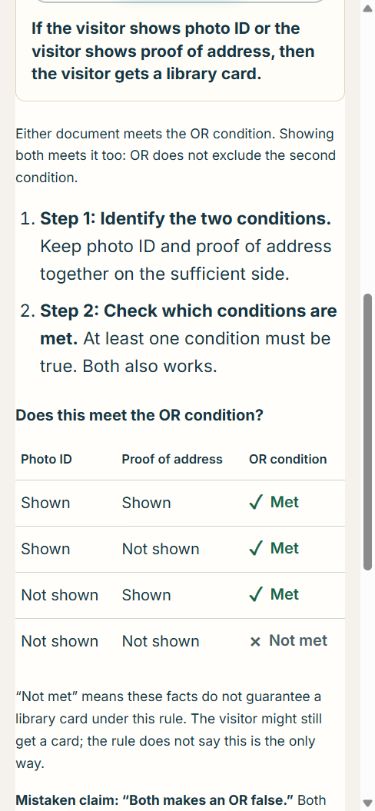 If the visitor shows photo ID or the
visitor shows proof of address, then
the visitor gets a library card.
Either document meets the OR condition. Showing
both meets it too: OR does not exclude the second
condition.
1. Step 1: Identify the two conditions.
Keep photo ID and proof of address
together on the sufficient side.
2. Step 2: Check which conditions are
met. At least one condition must be
true. Both also works.
Does this meet the OR condition?
Photo ID Proof of address OR condition
Shown Shown ✓ Met
Shown Not shown ✓ Met
Not shown Shown ✓ Met
Not shown Not shown × Not met
“Not met” means these facts do not guarantee a
library card under this rule. The visitor might still
get a card; the rule does not say this is the only
way.
Mistaken claim: “Both makes an OR false.” Both